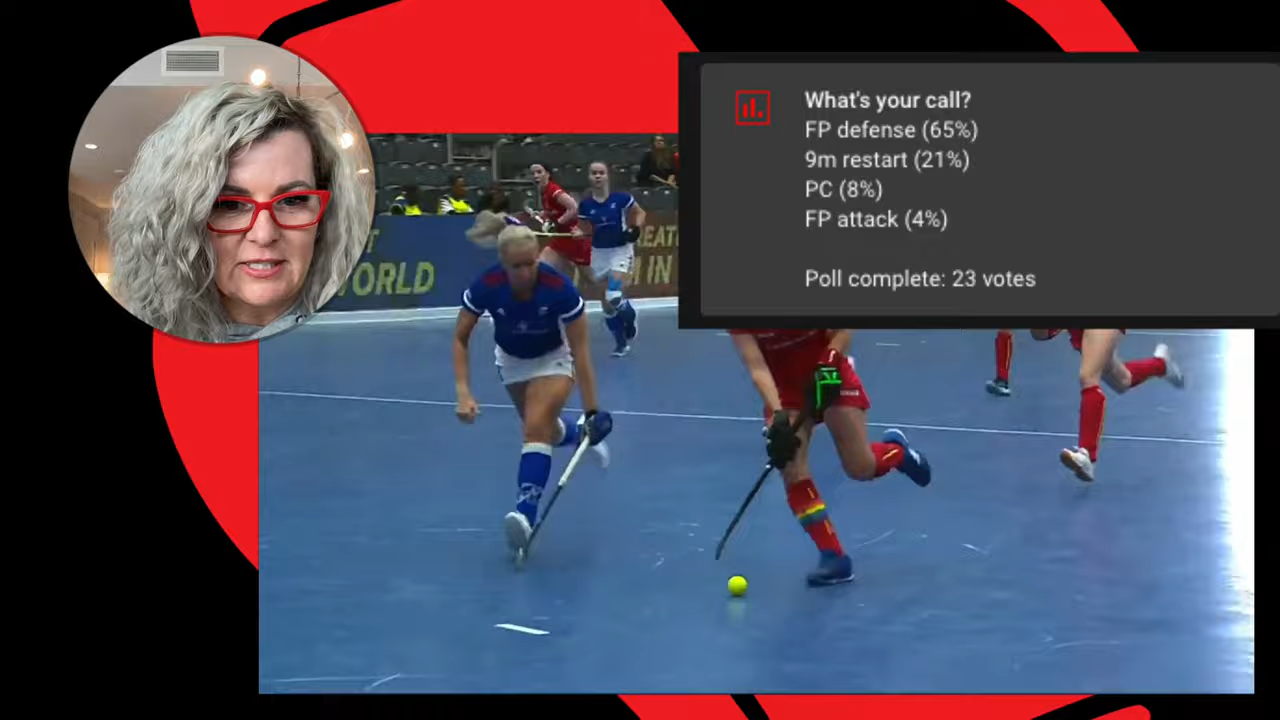 What's your call?
FP defense (65%)
9m restart (21%)
PC (8%)
FP attack (4%)
Poll complete: 23 votes
WORLD
IN